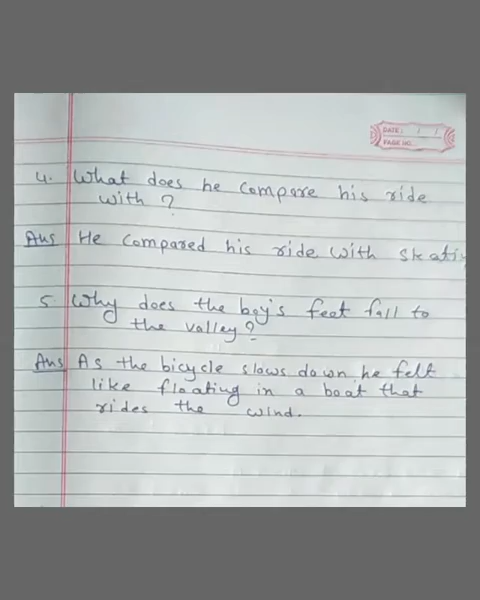 DATE: / /
PAGE NO.
4. What does he compare his ride
with?
Ans He compared his ride with
5 Why does the boy's feet fall to
the valley?
Ans As the bicycle slows down he felt
like floating in a boat that
rides the wind.